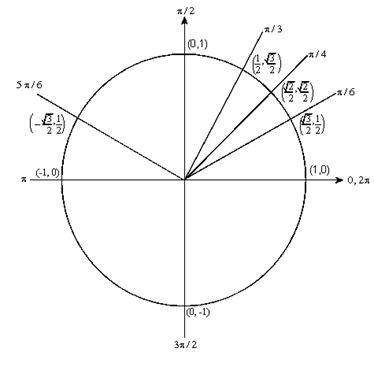 π/2
π/3
(0,1)
π/4
(1/2, √3/2)
5π/6
(√2/2, √2/2)
π/6
(-√3/2, 1/2)
(√3/2, 1/2)
π
(-1, 0)
(1,0)
0, 2π
(0, -1)
3π/2